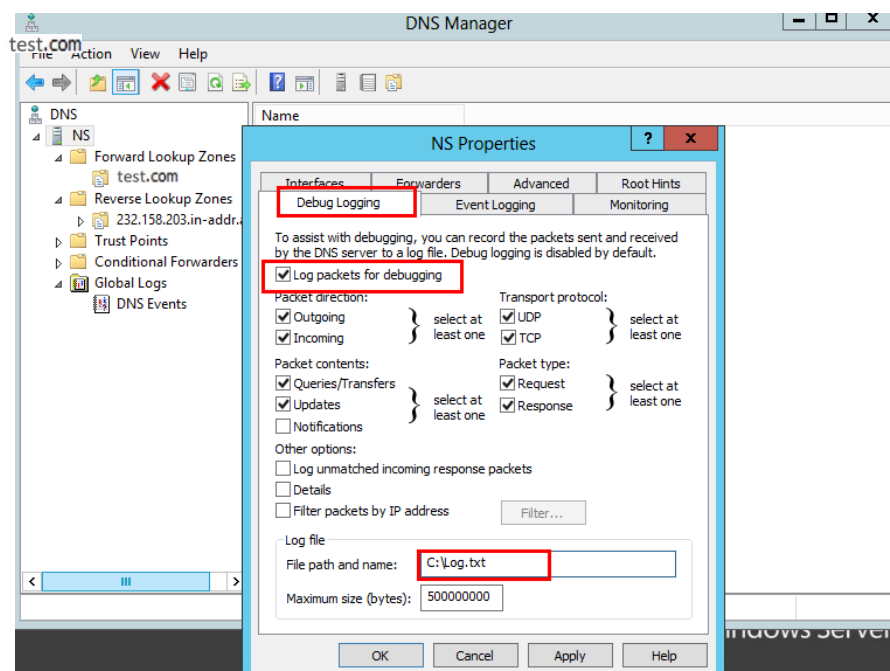 DNS Manager
test.com
File Action View Help
DNS
NS
Forward Lookup Zones
test.com
Reverse Lookup Zones
232.158.203.in-addr.a
Trust Points
Conditional Forwarders
Global Logs
DNS Events
Name
NS Properties
? x
Interfaces Forwarders Advanced Root Hints
Debug Logging Event Logging Monitoring
To assist with debugging, you can record the packets sent and received
by the DNS server to a log file. Debug logging is disabled by default.
Log packets for debugging
Packet direction: Transport protocol:
Outgoing select at UDP select at
Incoming least one TCP least one
Packet contents: Packet type:
Queries/Transfers Request select at
Updates select at Response least one
Notifications least one
Other options:
Log unmatched incoming response packets
Details
Filter packets by IP address Filter...
Log file
File path and name: C:\Log.txt
Maximum size (bytes): 500000000
OK Cancel Apply Help
indows Server